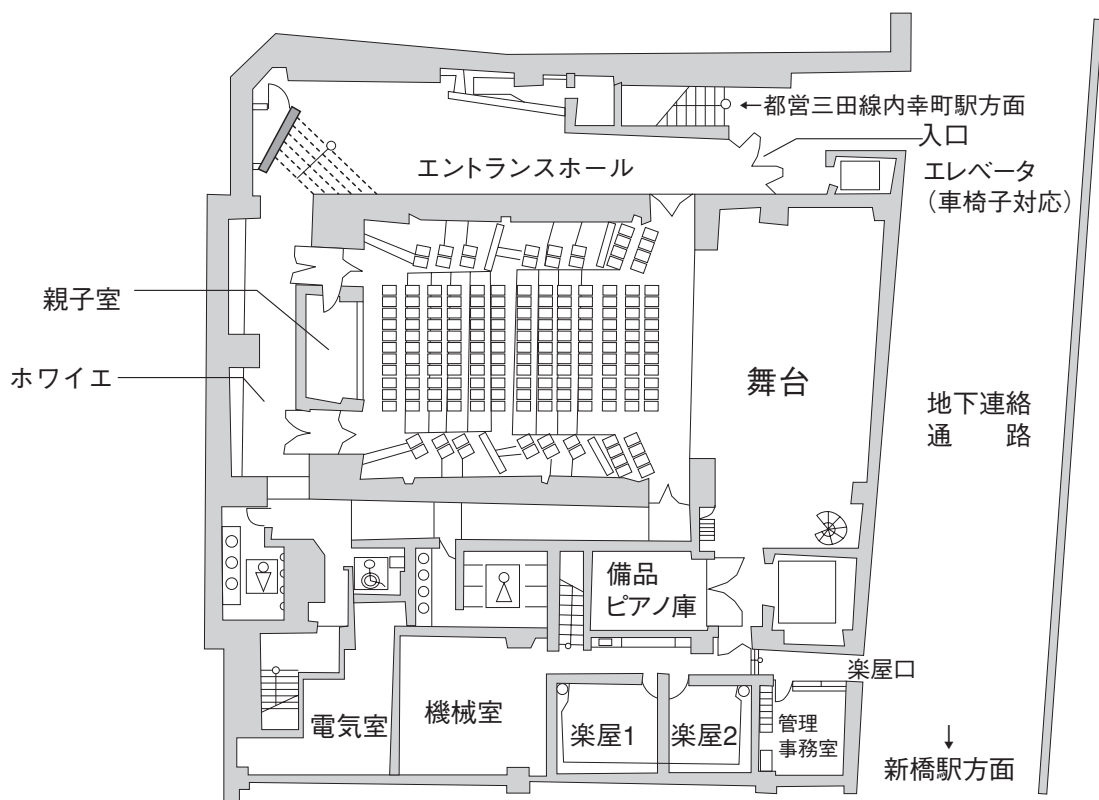 ←都営三田線内幸町駅方面
入口
エントランスホール
エレベータ
（車椅子対応）
親子室
ホワイエ
舞台
地下連絡
通　　路
備品
ピアノ庫
楽屋口
電気室
機械室
楽屋1
楽屋2
管理
事務室
↓
新橋駅方面